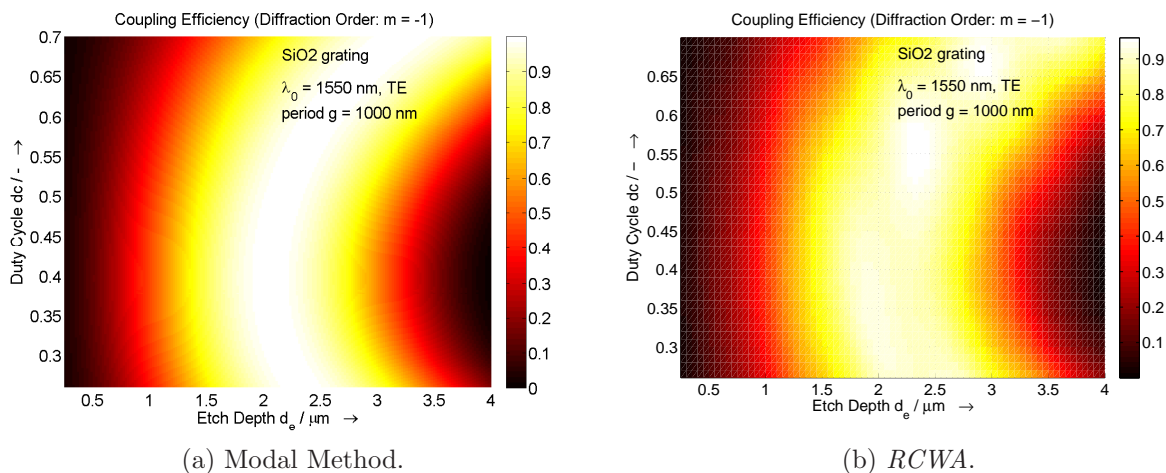 Coupling Efficiency (Diffraction Order: m = -1)
SiO2 grating
λ0 = 1550 nm, TE
period g = 1000 nm
Duty Cycle dc / - →
0.7
0.65
0.6
0.55
0.5
0.45
0.4
0.35
0.3
0.5 1 1.5 2 2.5 3 3.5 4
Etch Depth de / μm →
0.9
0.8
0.7
0.6
0.5
0.4
0.3
0.2
0.1
0
(a) Modal Method.
Coupling Efficiency (Diffraction Order: m = −1)
SiO2 grating
λ0 = 1550 nm, TE
period g = 1000 nm
Duty Cycle dc / - →
0.65
0.6
0.55
0.5
0.45
0.4
0.35
0.3
0.5 1 1.5 2 2.5 3 3.5 4
Etch Depth de / μm →
0.9
0.8
0.7
0.6
0.5
0.4
0.3
0.2
0.1
(b) RCWA.